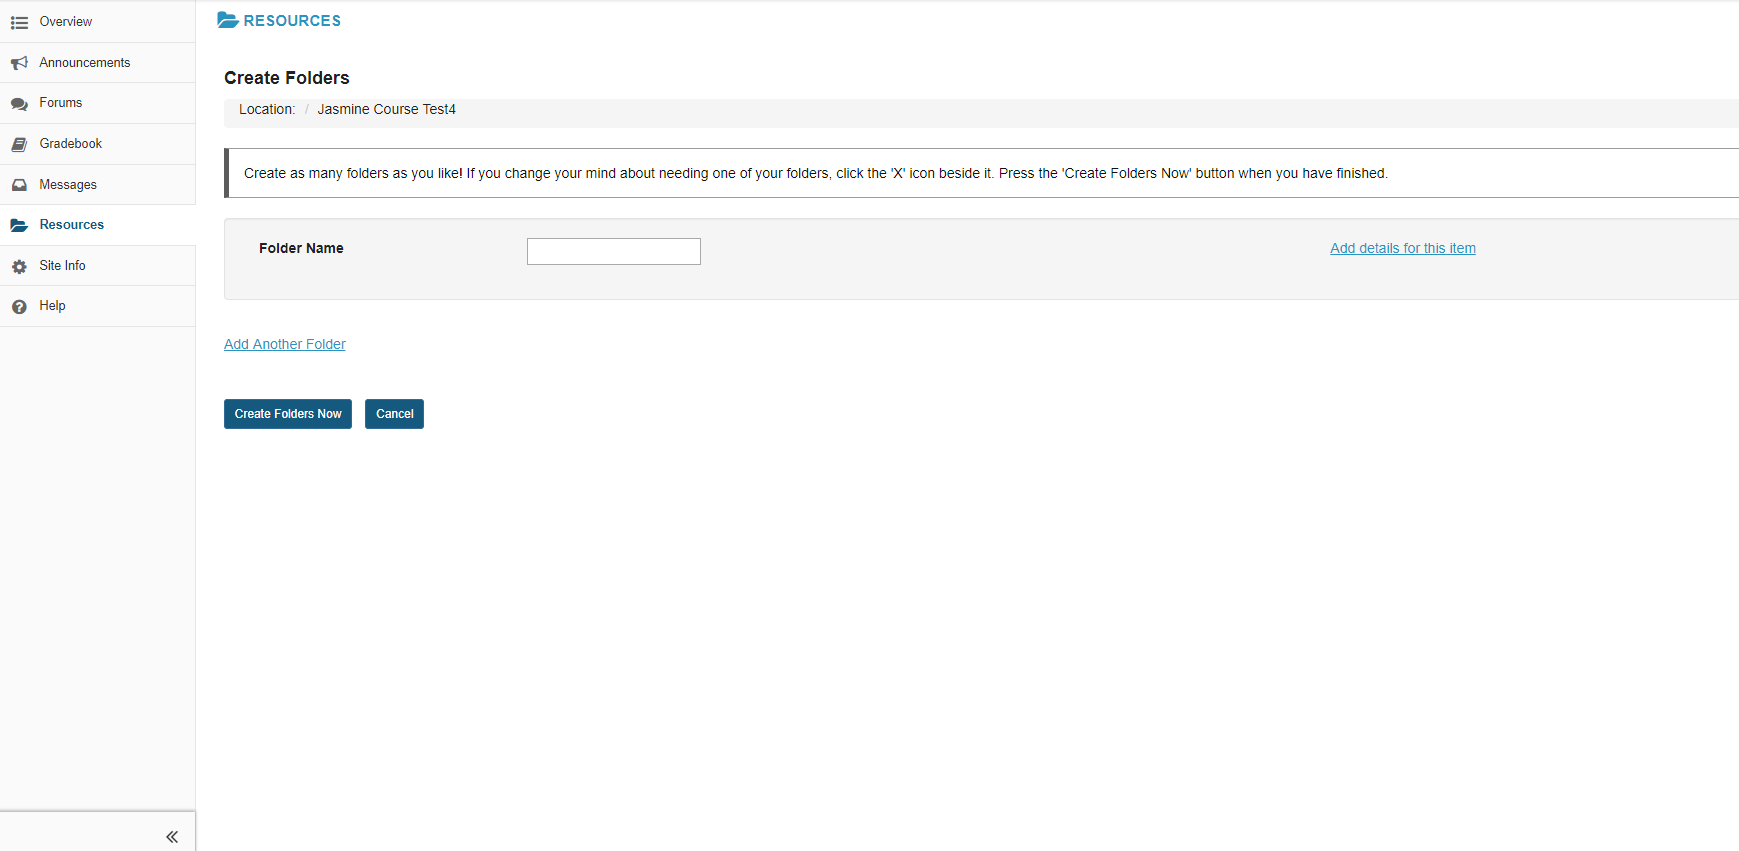 Overview
Announcements
Forums
Gradebook
Messages
Resources
Site Info
Help
RESOURCES
Create Folders
Location: / Jasmine Course Test4
Create as many folders as you like! If you change your mind about needing one of your folders, click the 'X' icon beside it. Press the 'Create Folders Now' button when you have finished.
Folder Name
Add details for this item
Add Another Folder
Create Folders Now
Cancel